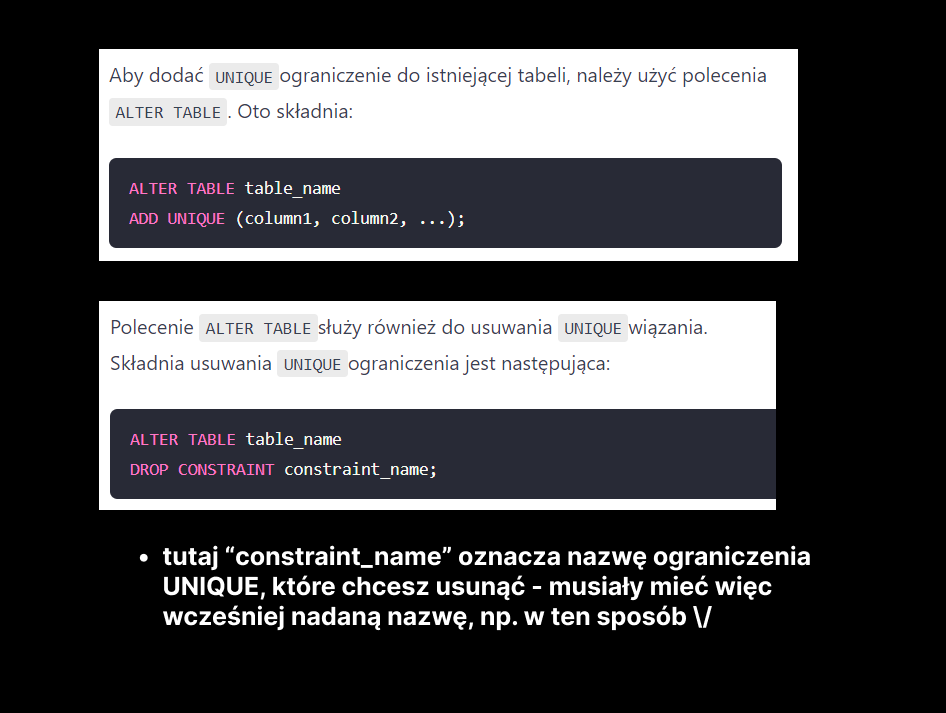 Aby dodać UNIQUE ograniczenie do istniejącej tabeli, należy użyć polecenia
ALTER TABLE . Oto składnia:
ALTER TABLE table_name
ADD UNIQUE (column1, column2, ...);
Polecenie ALTER TABLE służy również do usuwania UNIQUE wiązania.
Składnia usuwania UNIQUE ograniczenia jest następująca:
ALTER TABLE table_name
DROP CONSTRAINT constraint_name;
• tutaj “constraint_name” oznacza nazwę ograniczenia
UNIQUE, które chcesz usunąć - musiały mieć więc
wcześniej nadaną nazwę, np. w ten sposób \/